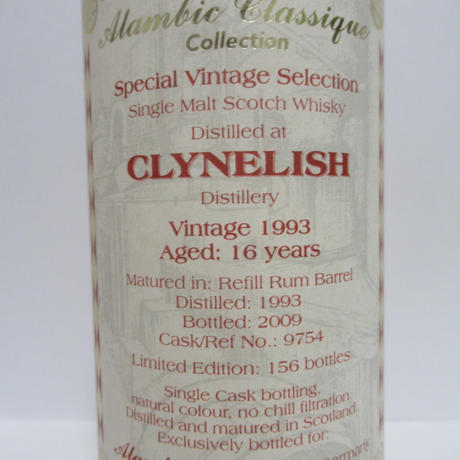 Alambic Classique
Collection
Special Vintage Selection
Single Malt Scotch Whisky
Distilled at
CLYNELISH
Distillery
Vintage 1993
Aged: 16 years
Matured in: Refill Rum Barrel
Distilled: 1993
Bottled: 2009
Cask/Ref No.: 9754
Limited Edition: 156 bottles
Single Cask bottling,
natural colour, no chill filtration.
Distilled and matured in Scotland.
Exclusively bottled for: